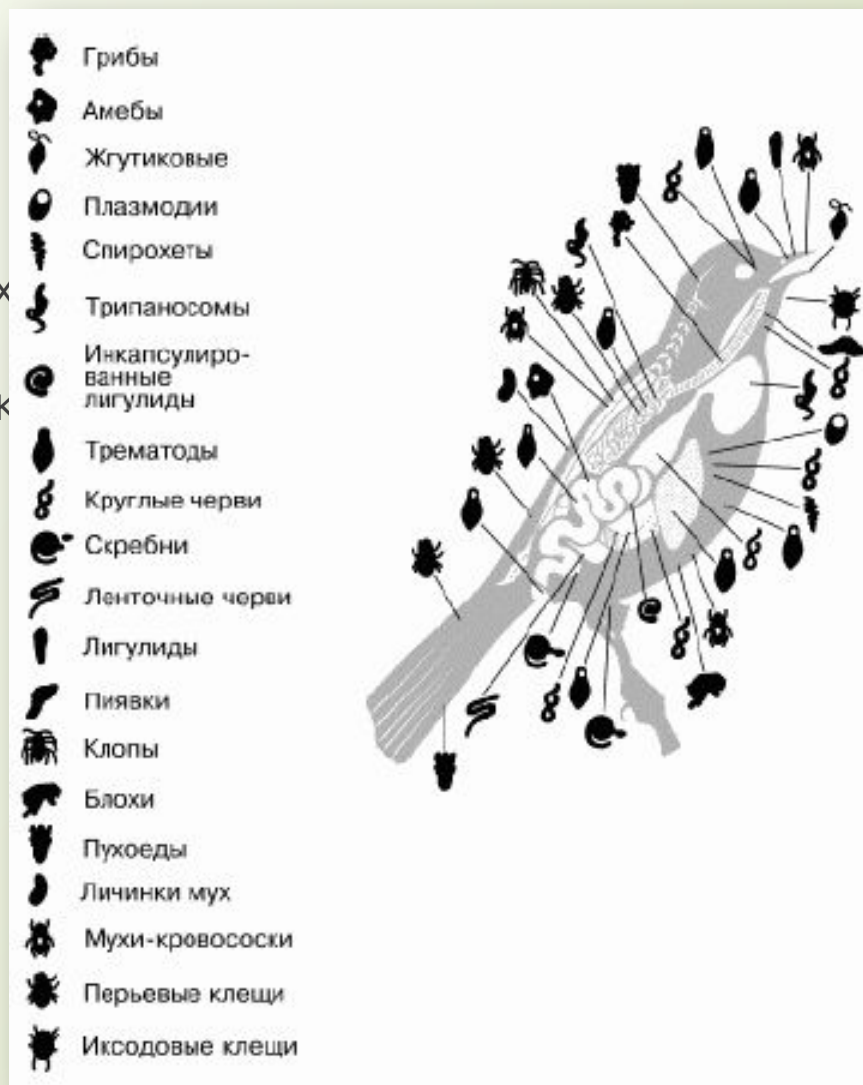 Грибы
Амебы
Жгутиковые
Плазмодии
Спирохеты
х
Трипаносомы
Инкапсулиро-
ванные
лигулиды
к
Трематоды
Круглые черви
Скребни
Ленточные черви
Лигулиды
Пиявки
Клопы
Блохи
Пухоеды
Личинки мух
Мухи-кровососки
Перьевые клещи
Иксодовые клещи